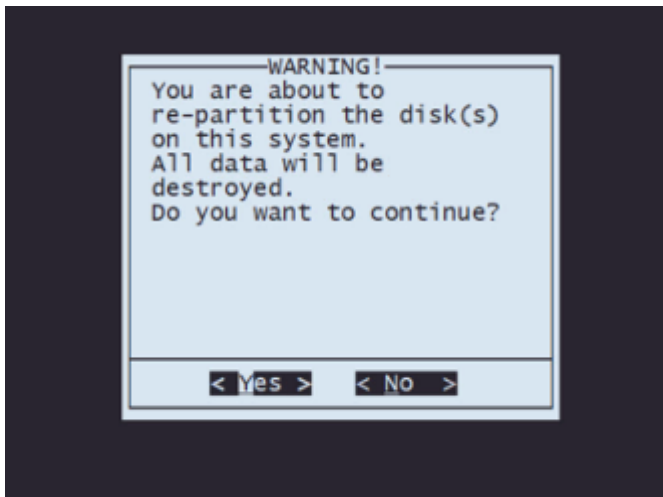 WARNING!
You are about to
re-partition the disk(s)
on this system.
All data will be
destroyed.
Do you want to continue?
< Yes > < No >